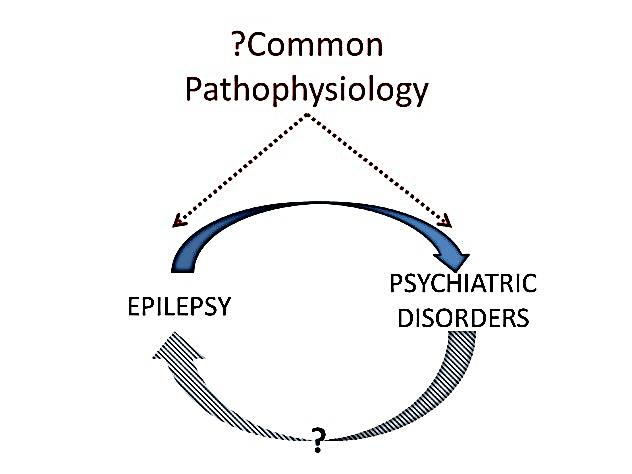 ?Common
Pathophysiology
EPILEPSY
PSYCHIATRIC
DISORDERS
?